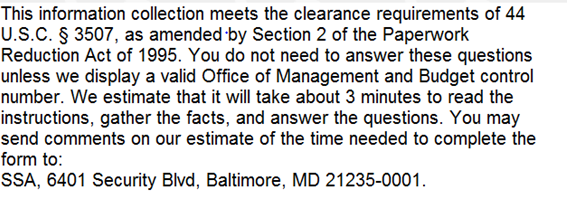 This information collection meets the clearance requirements of 44
U.S.C. § 3507, as amended by Section 2 of the Paperwork
Reduction Act of 1995. You do not need to answer these questions
unless we display a valid Office of Management and Budget control
number. We estimate that it will take about 3 minutes to read the
instructions, gather the facts, and answer the questions. You may
send comments on our estimate of the time needed to complete the
form to:
SSA, 6401 Security Blvd, Baltimore, MD 21235-0001.